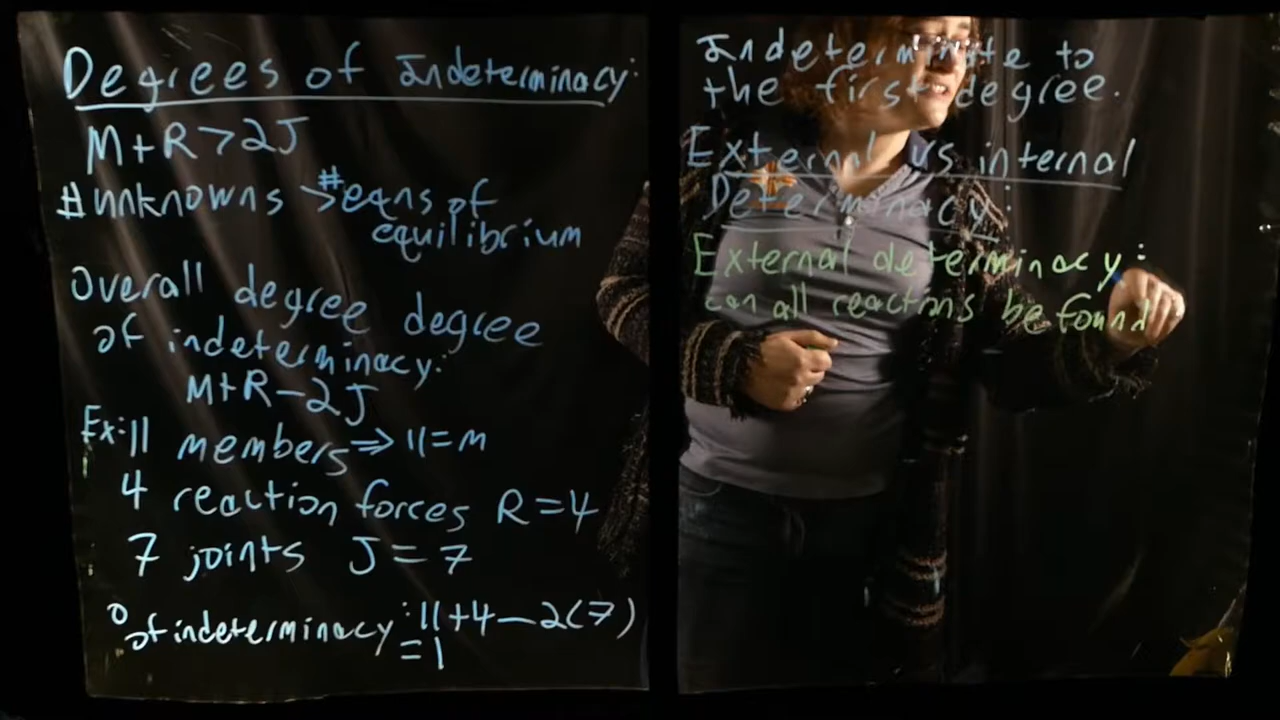 Degrees of Indeterminacy:
M+R>2J
#unknowns > #eqns of
equilibrium
Overall degree degree
of indeterminacy:
M+R-2J
Ex: 11 members => 11=m
4 reaction forces R=4
7 joints J=7
° of indeterminacy: 11+4-2(7)
=1
Indeterminate to
the first degree.
External vs internal
Determinacy:
External determinacy:
can all reactions be found